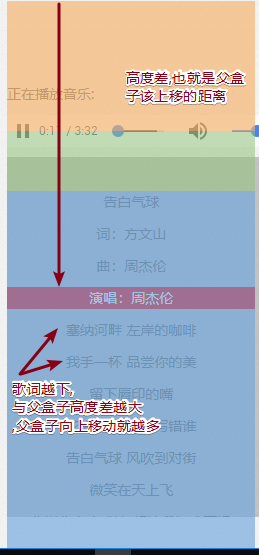 高度差,也就是父盒
子该上移的距离
正在播放音乐:
0:1 / 3:32
告白气球
词：方文山
曲：周杰伦
演唱：周杰伦
塞纳河畔 左岸的咖啡
我手一杯 品尝你的美
留下唇印的嘴
歌词越下,
与父盒子高度差越大
,父盒子向上移动就越多
错谁
告白气球 风吹到对街
微笑在天上飞